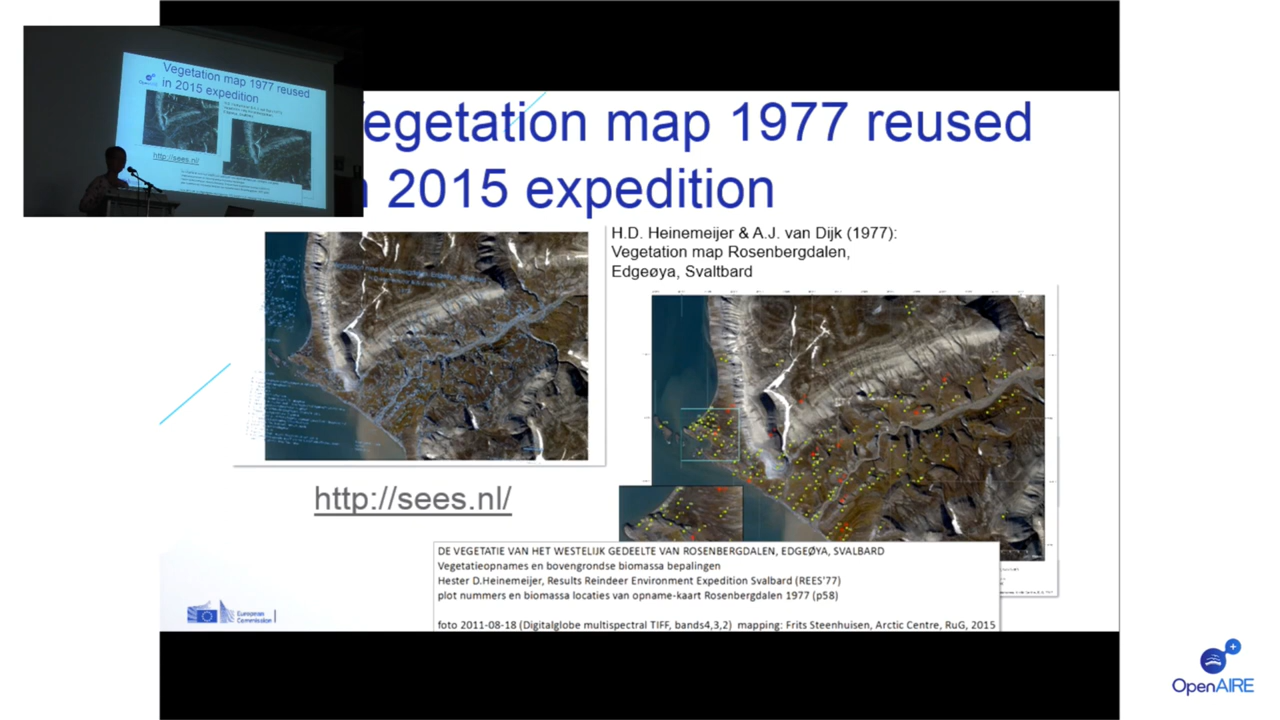 Vegetation map 1977 reused
in 2015 expedition
http://sees.nl/
egetation map 1977 reused
2015 expedition
H.D. Heinemeijer & A.J. van Dijk (1977):
Vegetation map Rosenbergdalen,
Edgeøya, Svaltbard
http://sees.nl/
DE VEGETATIE VAN HET WESTELIJK GEDEELTE VAN ROSENBERGDALEN, EDGEØYA, SVALBARD
Vegetatieopnames en bovengrondse biomassa bepalingen
Hester D.Heinemeijer, Results Reindeer Environment Expedition Svalbard (REES'77)
plot nummers en biomassa locaties van opname-kaart Rosenbergdalen 1977 (p58)
foto 2011-08-18 (Digitalglobe multispectral TIFF, bands4,3,2) mapping: Frits Steenhuisen, Arctic Centre, RuG, 2015
European
Commission
OpenAIRE